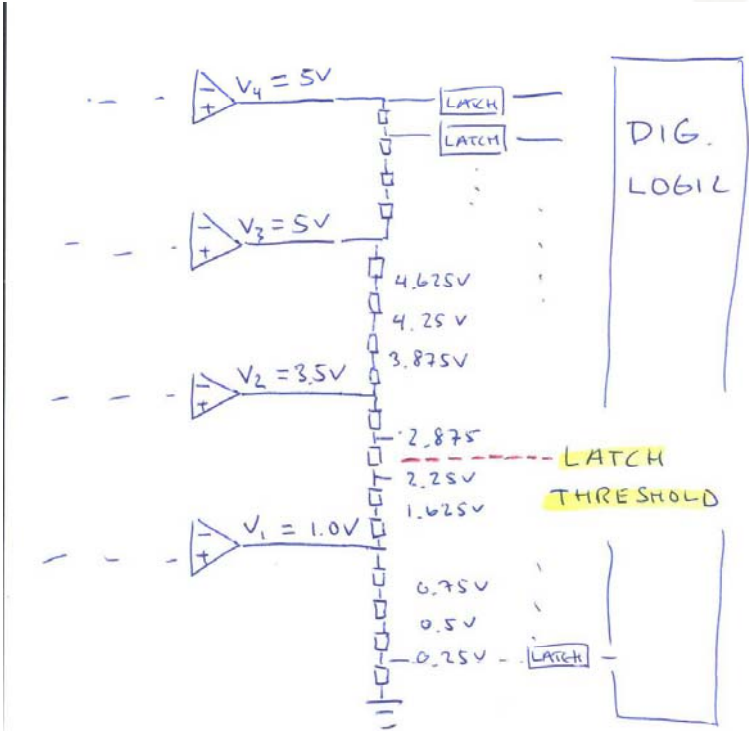 V4 = 5V
LATCH
LATCH
DIG.
LOGIC
V3 = 5V
4.625V
4.25 V
3.875V
V2 = 3.5V
2.875
LATCH
THRESHOLD
2.25V
1.625V
V1 = 1.0V
0.75V
0.5V
0.25V
LATCH